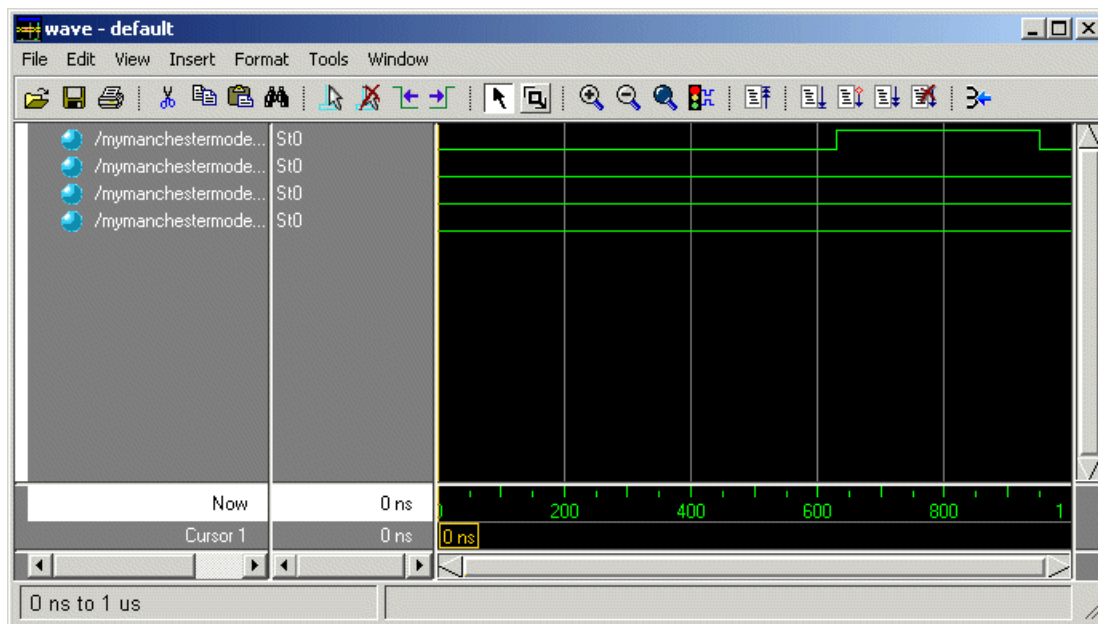 wave - default
File Edit View Insert Format Tools Window
/mymanchestermode... St0
/mymanchestermode... St0
/mymanchestermode... St0
/mymanchestermode... St0
Now 0 ns 200 400 600 800 1
Cursor 1 0 ns 0 ns
0 ns to 1 us